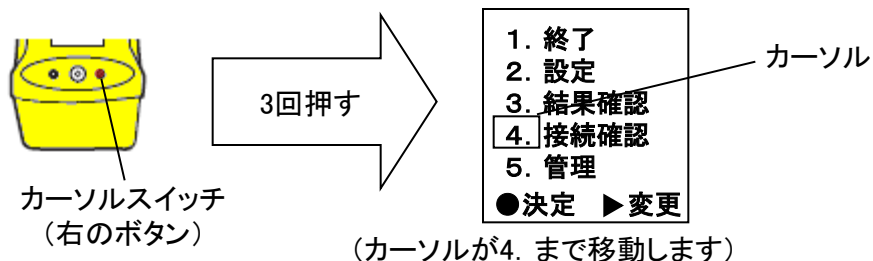 カーソルスイッチ
（右のボタン）
3回押す
1．終了
2．設定
3．結果確認
4．接続確認
5．管理
●決定 ▶変更
カーソル
（カーソルが4．まで移動します）